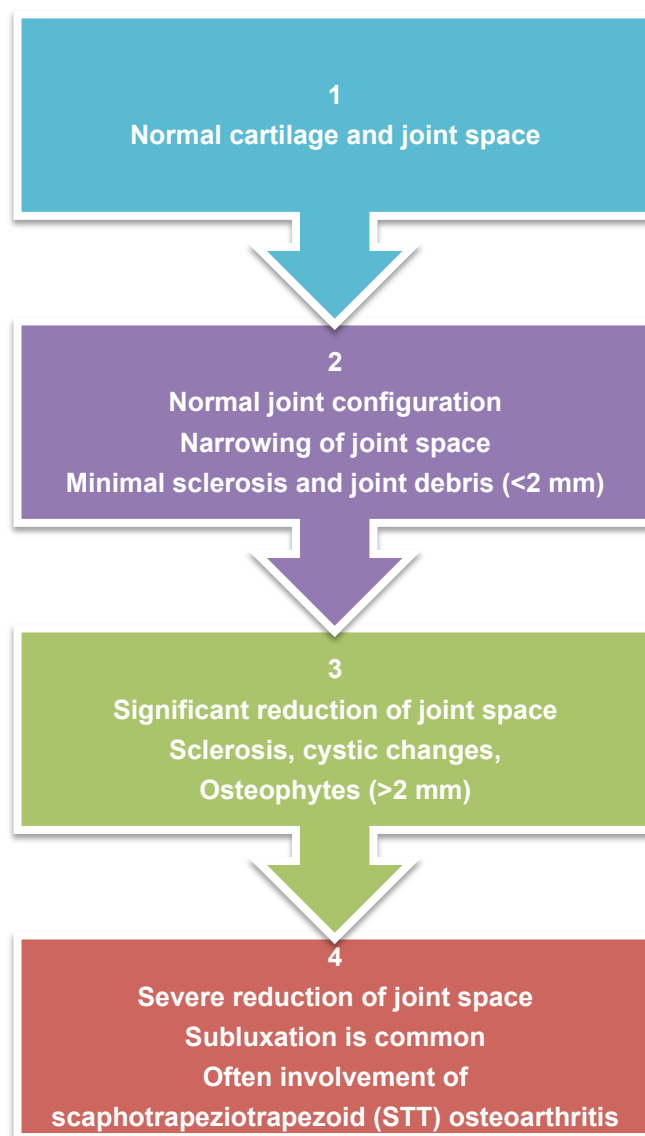 1
Normal cartilage and joint space
2
Normal joint configuration
Narrowing of joint space
Minimal sclerosis and joint debris (<2 mm)
3
Significant reduction of joint space
Sclerosis, cystic changes,
Osteophytes (>2 mm)
4
Severe reduction of joint space
Subluxation is common
Often involvement of
scaphotrapeziotrapezoid (STT) osteoarthritis